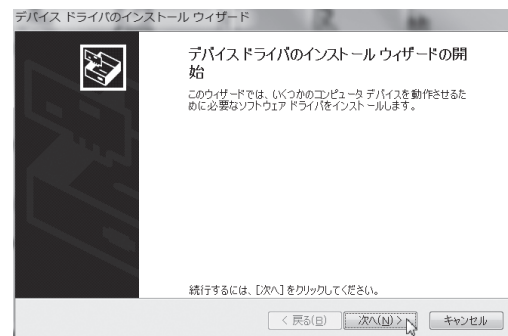 デバイス ドライバのインストール ウィザード
デバイス ドライバのインストール ウィザードの開
始
このウィザードでは、いくつかのコンピュータ デバイスを動作させるた
めに必要なソフトウェア ドライバをインストールします。
続行するには、[次へ] をクリックしてください。
< 戻る(B)
次へ(N) >
キャンセル